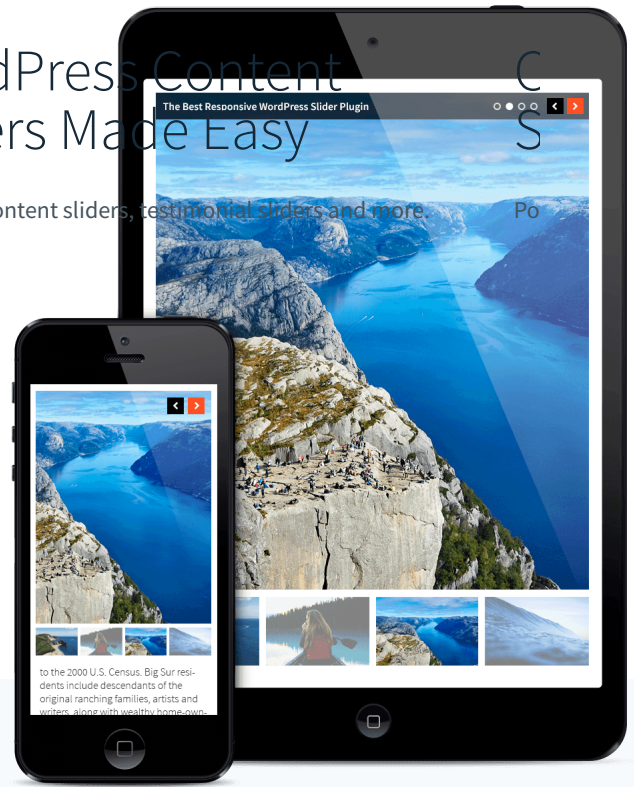 dPress Content
ers Made Easy
ontent sliders, testimonial sliders and more.
C
S
Po
The Best Responsive WordPress Slider Plugin
to the 2000 U.S. Census. Big Sur resi-
dents include descendants of the
original ranching families, artists and
writers, along with wealthy home-own-